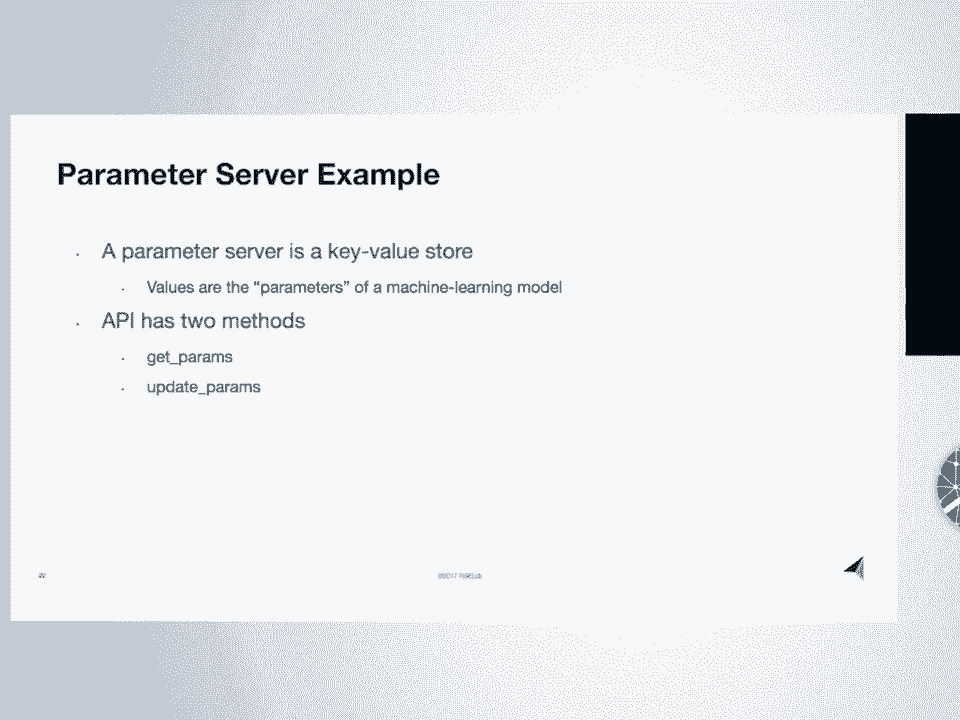 Parameter Server Example
A parameter server is a key-value store
Values are the “parameters” of a machine-learning model
API has two methods
get_params
update_params
©2017 RISELab